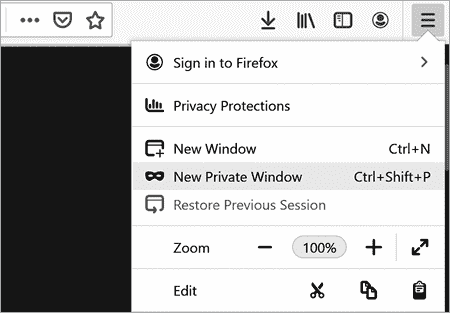 Sign in to Firefox
Privacy Protections
New Window Ctrl+N
New Private Window Ctrl+Shift+P
Restore Previous Session
Zoom 100%
Edit